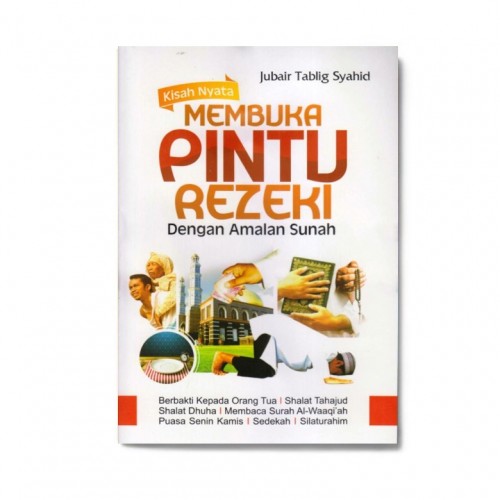 Jubair Tablig Syahid
Kisah Nyata
MEMBUKA
PINTU
REZEKI
Dengan Amalan Sunah
Berbakti Kepada Orang Tua | Shalat Tahajud
Shalat Dhuha | Membaca Surah Al-Waaqi'ah
Puasa Senin Kamis | Sedekah | Silaturahim